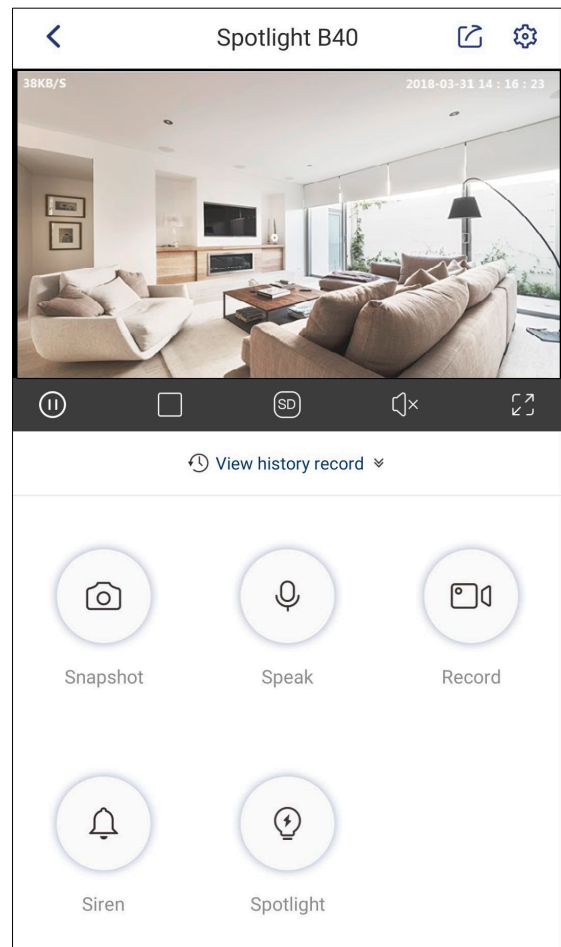 Spotlight B40
38KB/S
2018-03-31 14 : 16 : 23
SD
View history record
Snapshot
Speak
Record
Siren
Spotlight